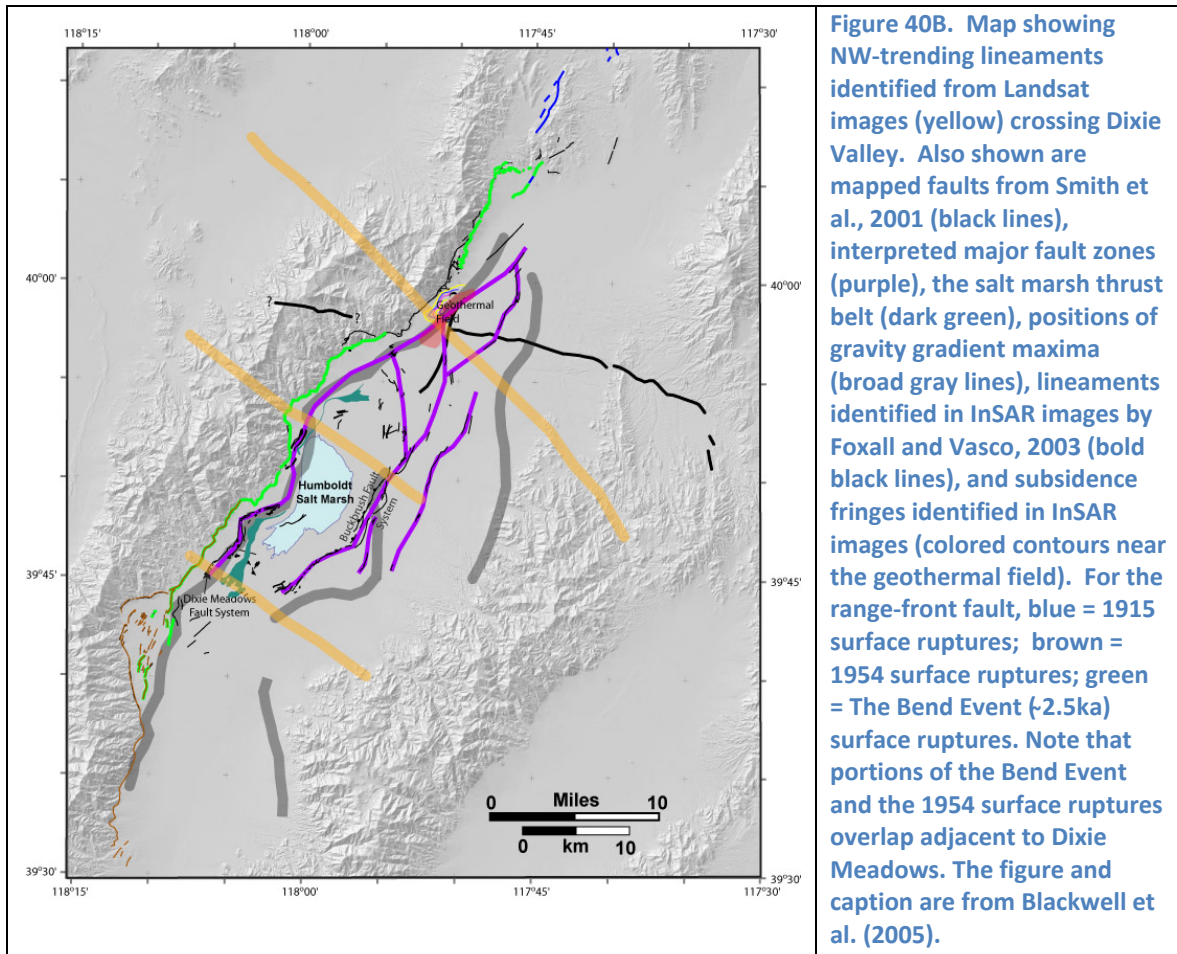 118°15'
118°00'
117°45'
117°30'
40°00'
40°00'
?
?
Geothermal
Field
Humboldt
Salt Marsh
Buckbrush Fault
System
39°45'
39°45'
Dixie Meadows
Fault System
0 Miles 10
0 km 10
39°30'
39°30'
118°15'
118°00'
117°45'
117°30'
Figure 40B. Map showing
NW-trending lineaments
identified from Landsat
images (yellow) crossing Dixie
Valley. Also shown are
mapped faults from Smith et
al., 2001 (black lines),
interpreted major fault zones
(purple), the salt marsh thrust
belt (dark green), positions of
gravity gradient maxima
(broad gray lines), lineaments
identified in InSAR images by
Foxall and Vasco, 2003 (bold
black lines), and subsidence
fringes identified in InSAR
images (colored contours near
the geothermal field). For the
range-front fault, blue = 1915
surface ruptures; brown =
1954 surface ruptures; green
= The Bend Event (~2.5ka)
surface ruptures. Note that
portions of the Bend Event
and the 1954 surface ruptures
overlap adjacent to Dixie
Meadows. The figure and
caption are from Blackwell et
al. (2005).